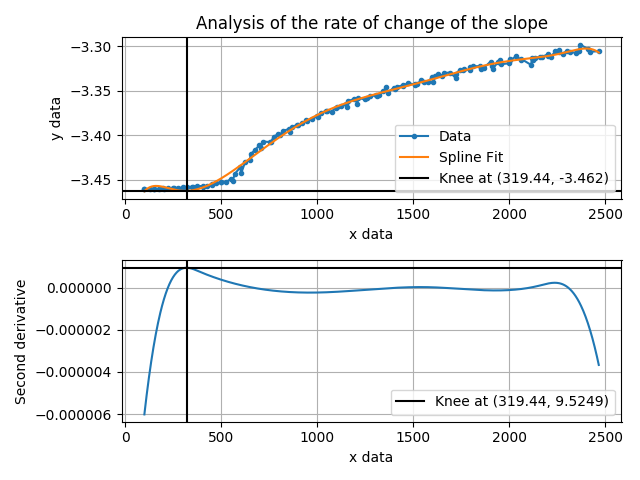 Analysis of the rate of change of the slope
y data
−3.30
−3.35
−3.40
−3.45
Data
Spline Fit
Knee at (319.44, -3.462)
0 500 1000 1500 2000 2500
x data
Second derivative
0.000000
−0.000002
−0.000004
−0.000006
Knee at (319.44, 9.5249)
0 500 1000 1500 2000 2500
x data